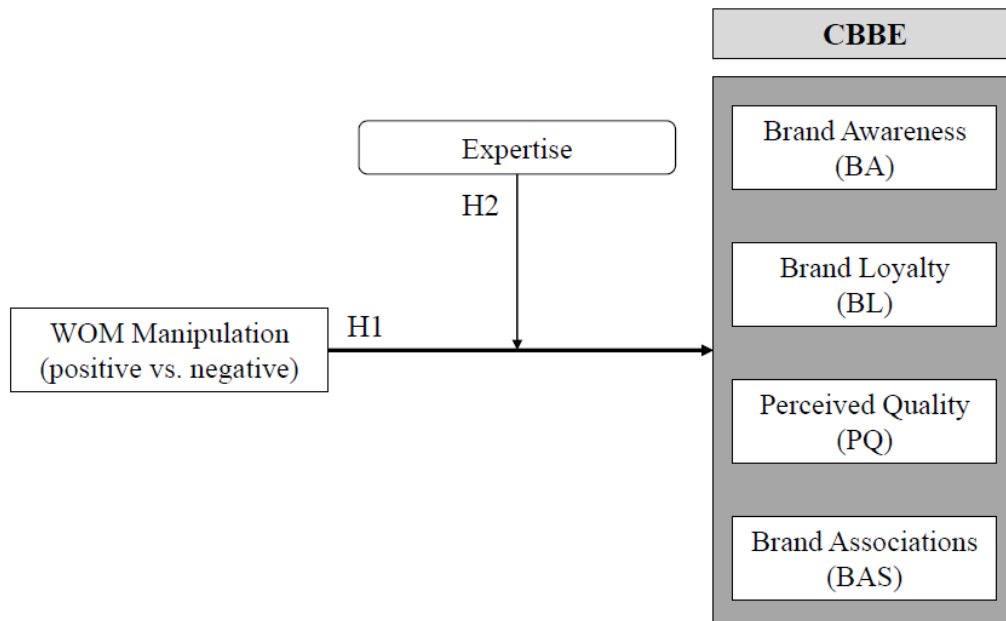 CBBE
Brand Awareness
(BA)
Expertise
H2
Brand Loyalty
(BL)
H1
WOM Manipulation
(positive vs. negative)
Perceived Quality
(PQ)
Brand Associations
(BAS)